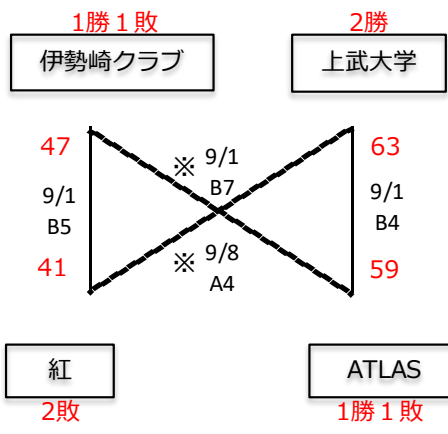 1勝１敗
2勝
伊勢崎クラブ
上武大学
47
63
※ 9/1
B7
9/1
B5
9/1
B4
41
59
※ 9/8
A4
紅
ATLAS
2敗
1勝１敗